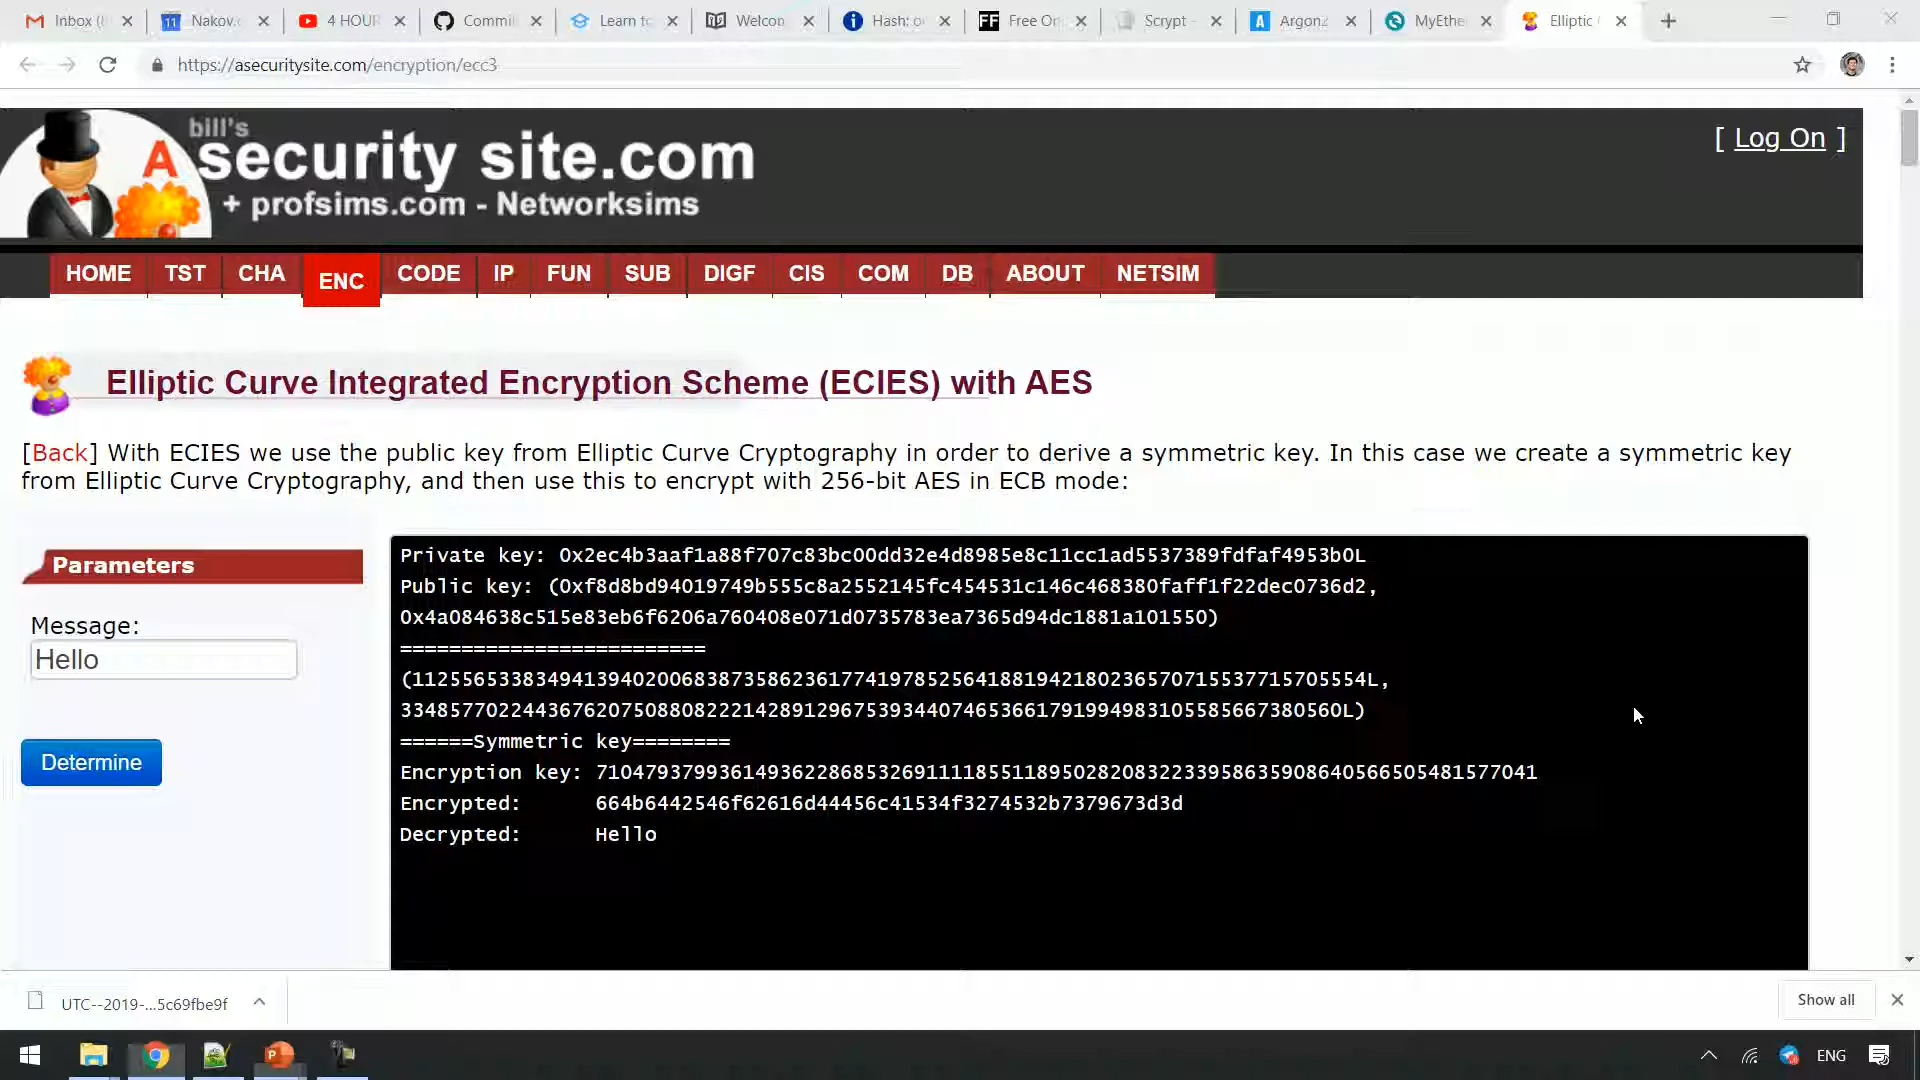 Inbox (
Nakov.
4 HOUR
Commi
Learn to
Welcon
Hash: o
Free On
Scrypt -
Argon2
MyEthe
Elliptic
https://asecuritysite.com/encryption/ecc3
bill's
A security site.com
+ profsims.com - Networksims
[ Log On ]
HOME TST CHA ENC CODE IP FUN SUB DIGF CIS COM DB ABOUT NETSIM
Elliptic Curve Integrated Encryption Scheme (ECIES) with AES
[Back] With ECIES we use the public key from Elliptic Curve Cryptography in order to derive a symmetric key. In this case we create a symmetric key
from Elliptic Curve Cryptography, and then use this to encrypt with 256-bit AES in ECB mode:
Parameters
Message:
Hello
Determine
Private key: 0x2ec4b3aaf1a88f707c83bc00dd32e4d8985e8c11cc1ad5537389fdfaf4953b0L
Public key: (0xf8d8bd94019749b555c8a2552145fc454531c146c468380faff1f22dec0736d2,
0x4a084638c515e83eb6f6206a760408e071d0735783ea7365d94dc1881a101550)
=========================
(112556533834941394020068387358623617741978525641881942180236570715537715705554L,
33485770224436762075088082221428912967539344074653661791994983105585667380560L)
======Symmetric key========
Encryption key: 71047937993614936228685326911118551189502820832233958635908640566505481577041
Encrypted: 664b6442546f62616d44456c41534f3274532b7379673d3d
Decrypted: Hello
UTC--2019-...5c69fbe9f
Show all
ENG